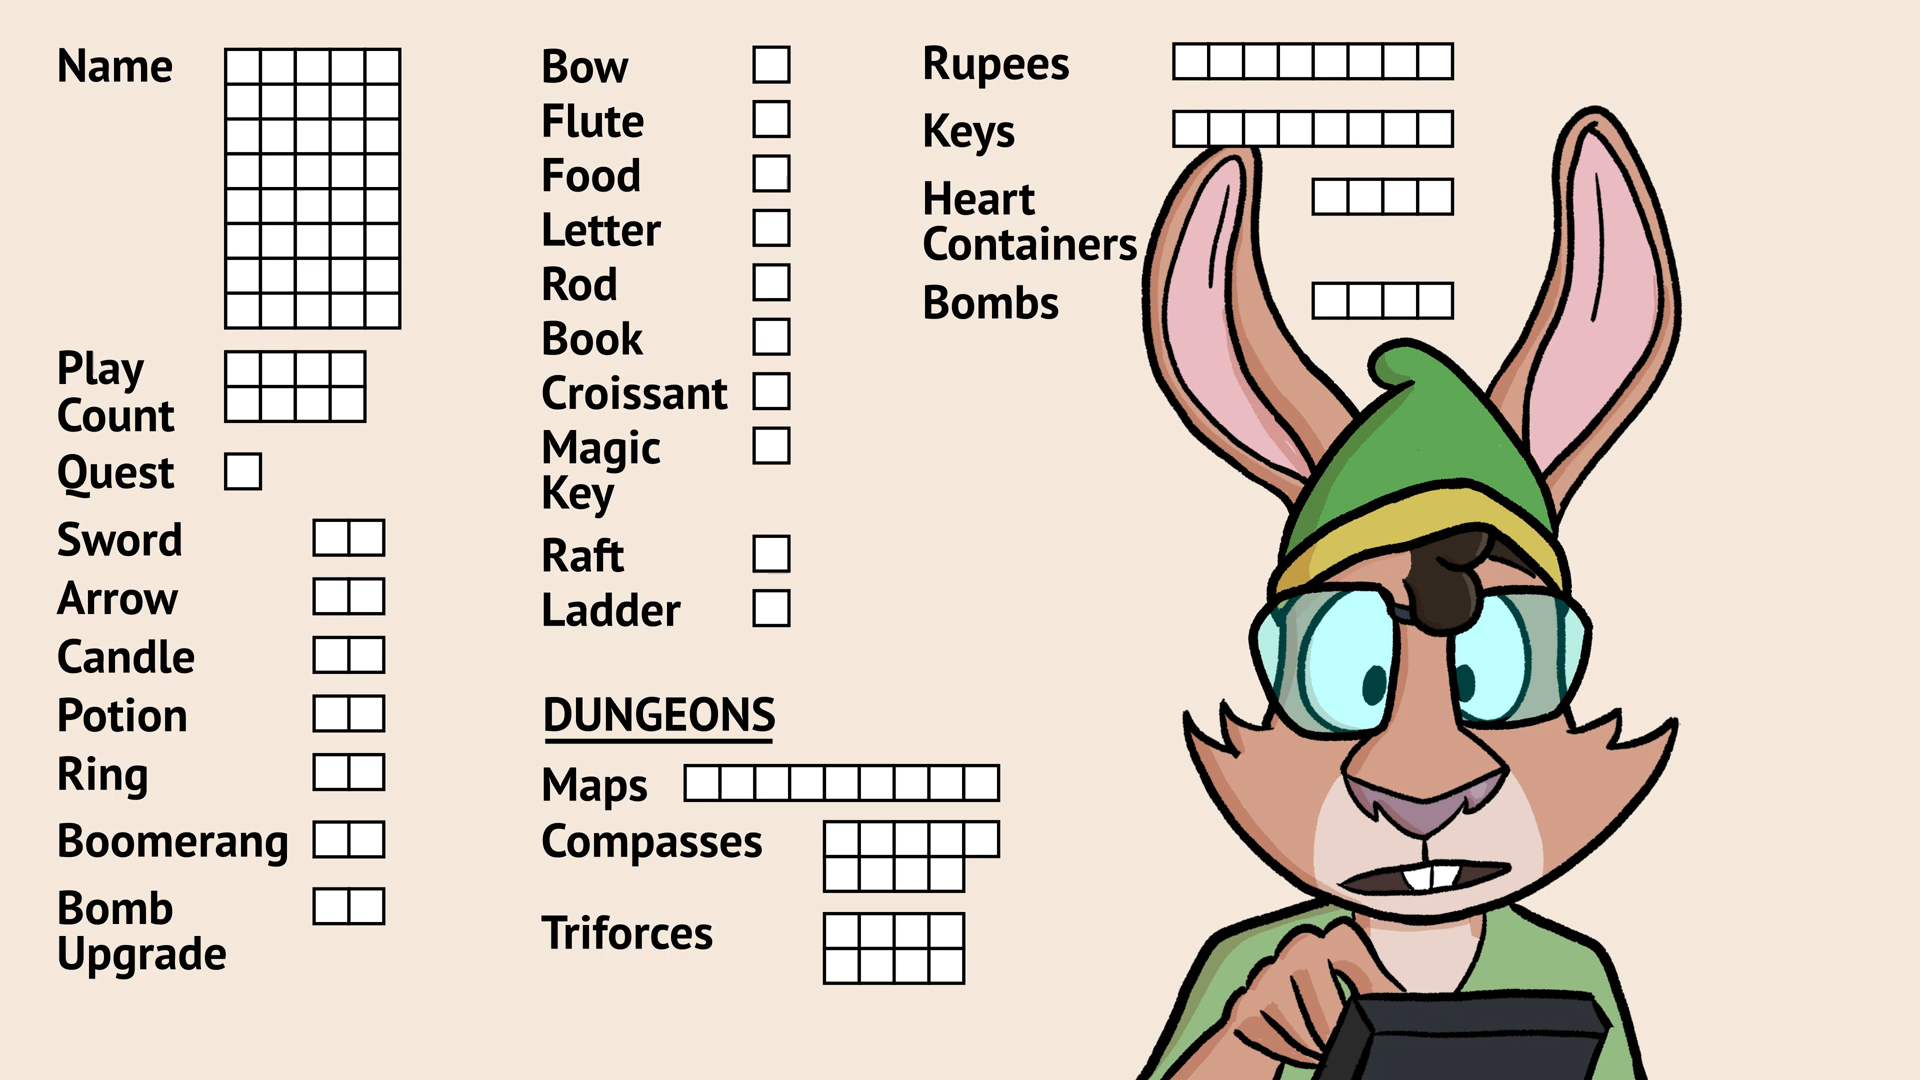 Name
Play
Count
Quest
Sword
Arrow
Candle
Potion
Ring
Boomerang
Bomb
Upgrade
Bow
Flute
Food
Letter
Rod
Book
Croissant
Magic
Key
Raft
Ladder
DUNGEONS
Maps
Compasses
Triforces
Rupees
Keys
Heart
Containers
Bombs